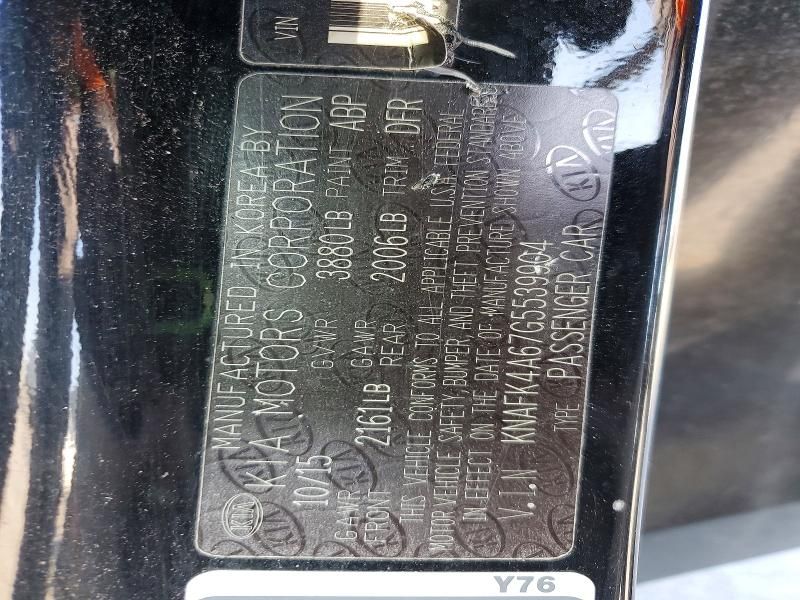 VIN
MANUFACTURED IN KOREA BY
KIA KIA MOTORS CORPORATION
10/15 GVWR 3880LB PAINT ABP
GAWR FRONT 2161LB GAWR REAR 2006LB TRIM DFR
THIS VEHICLE CONFORMS TO ALL APPLICABLE U.S.A. FEDERAL
MOTOR VEHICLE SAFETY, BUMPER, AND THEFT PREVENTION STANDARDS
IN EFFECT ON THE DATE OF MANUFACTURE SHOWN ABOVE
V.I.N KNAFK4A67G5539904
TYPE PASSENGER CAR
Y76